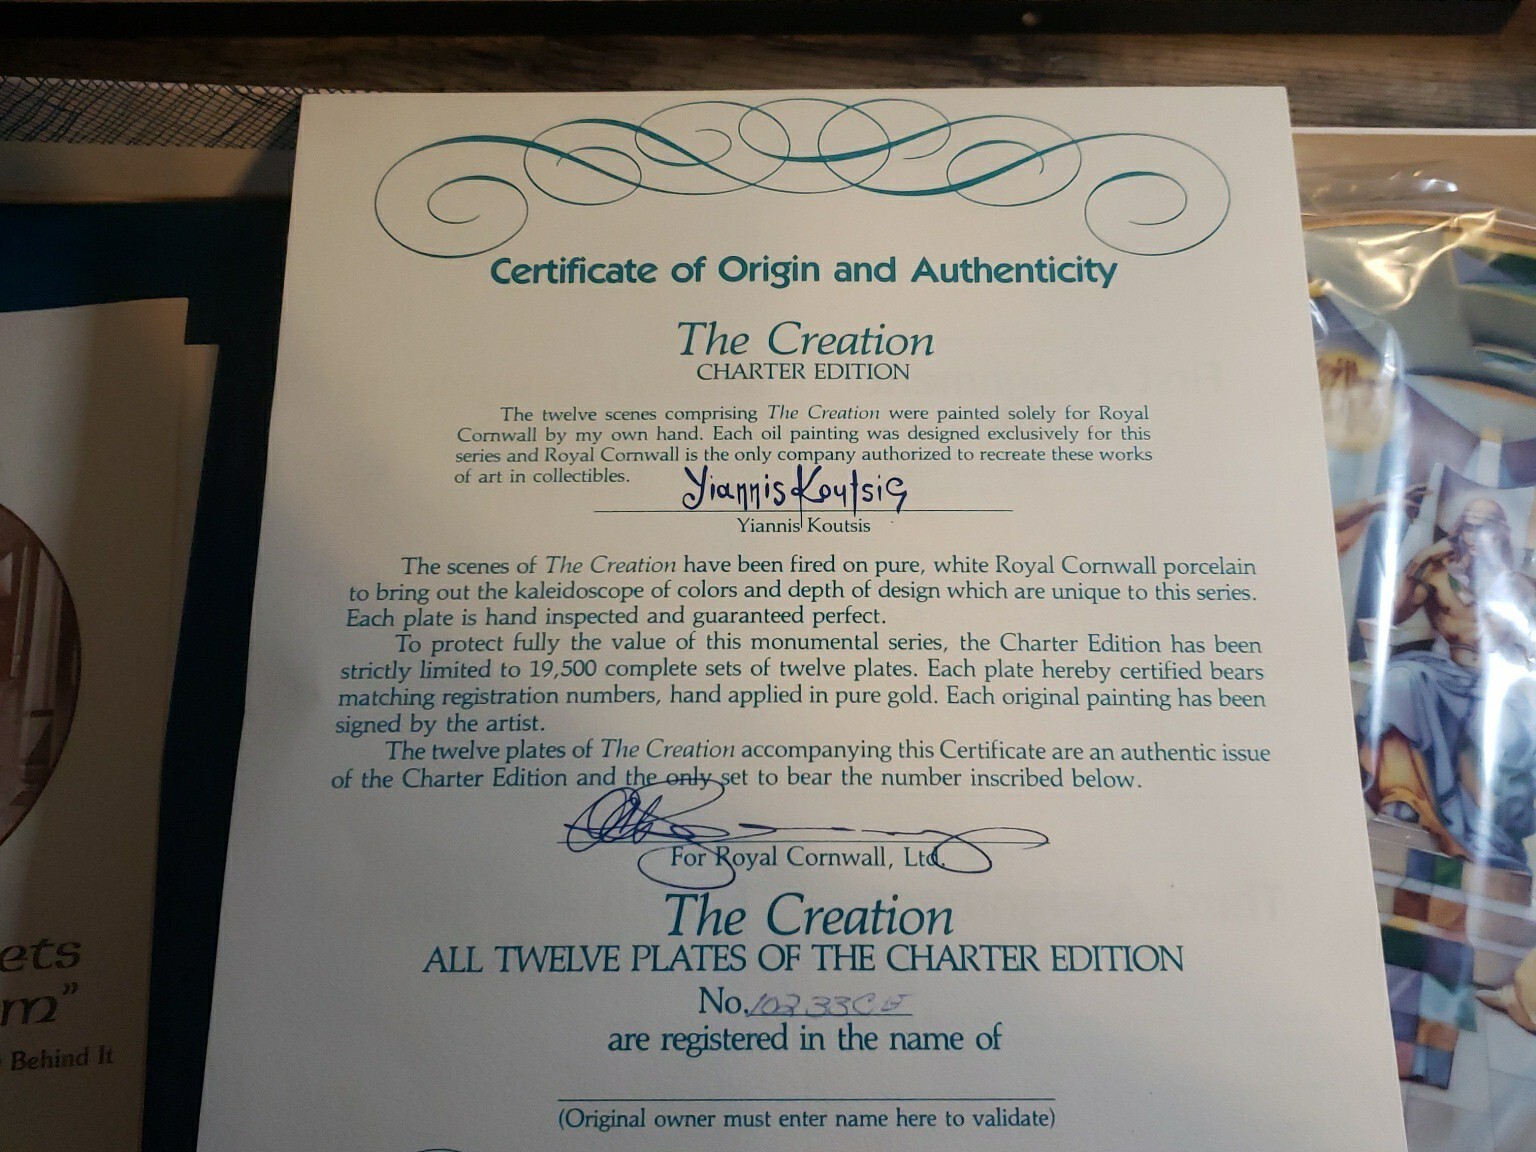 Certificate of Origin and Authenticity
The Creation
CHARTER EDITION
The twelve scenes comprising The Creation were painted solely for Royal
Cornwall by my own hand. Each oil painting was designed exclusively for this
series and Royal Cornwall is the only company authorized to recreate these works
of art in collectibles.
Yiannis Koutsis
Yiannis Koutsis
The scenes of The Creation have been fired on pure, white Royal Cornwall porcelain
to bring out the kaleidoscope of colors and depth of design which are unique to this series.
Each plate is hand inspected and guaranteed perfect.
To protect fully the value of this monumental series, the Charter Edition has been
strictly limited to 19,500 complete sets of twelve plates. Each plate hereby certified bears
matching registration numbers, hand applied in pure gold. Each original painting has been
signed by the artist.
The twelve plates of The Creation accompanying this Certificate are an authentic issue
of the Charter Edition and the only set to bear the number inscribed below.
For Royal Cornwall, Ltd.
The Creation
ALL TWELVE PLATES OF THE CHARTER EDITION
No. 10233CE
are registered in the name of
(Original owner must enter name here to validate)
ets
m"
Behind It